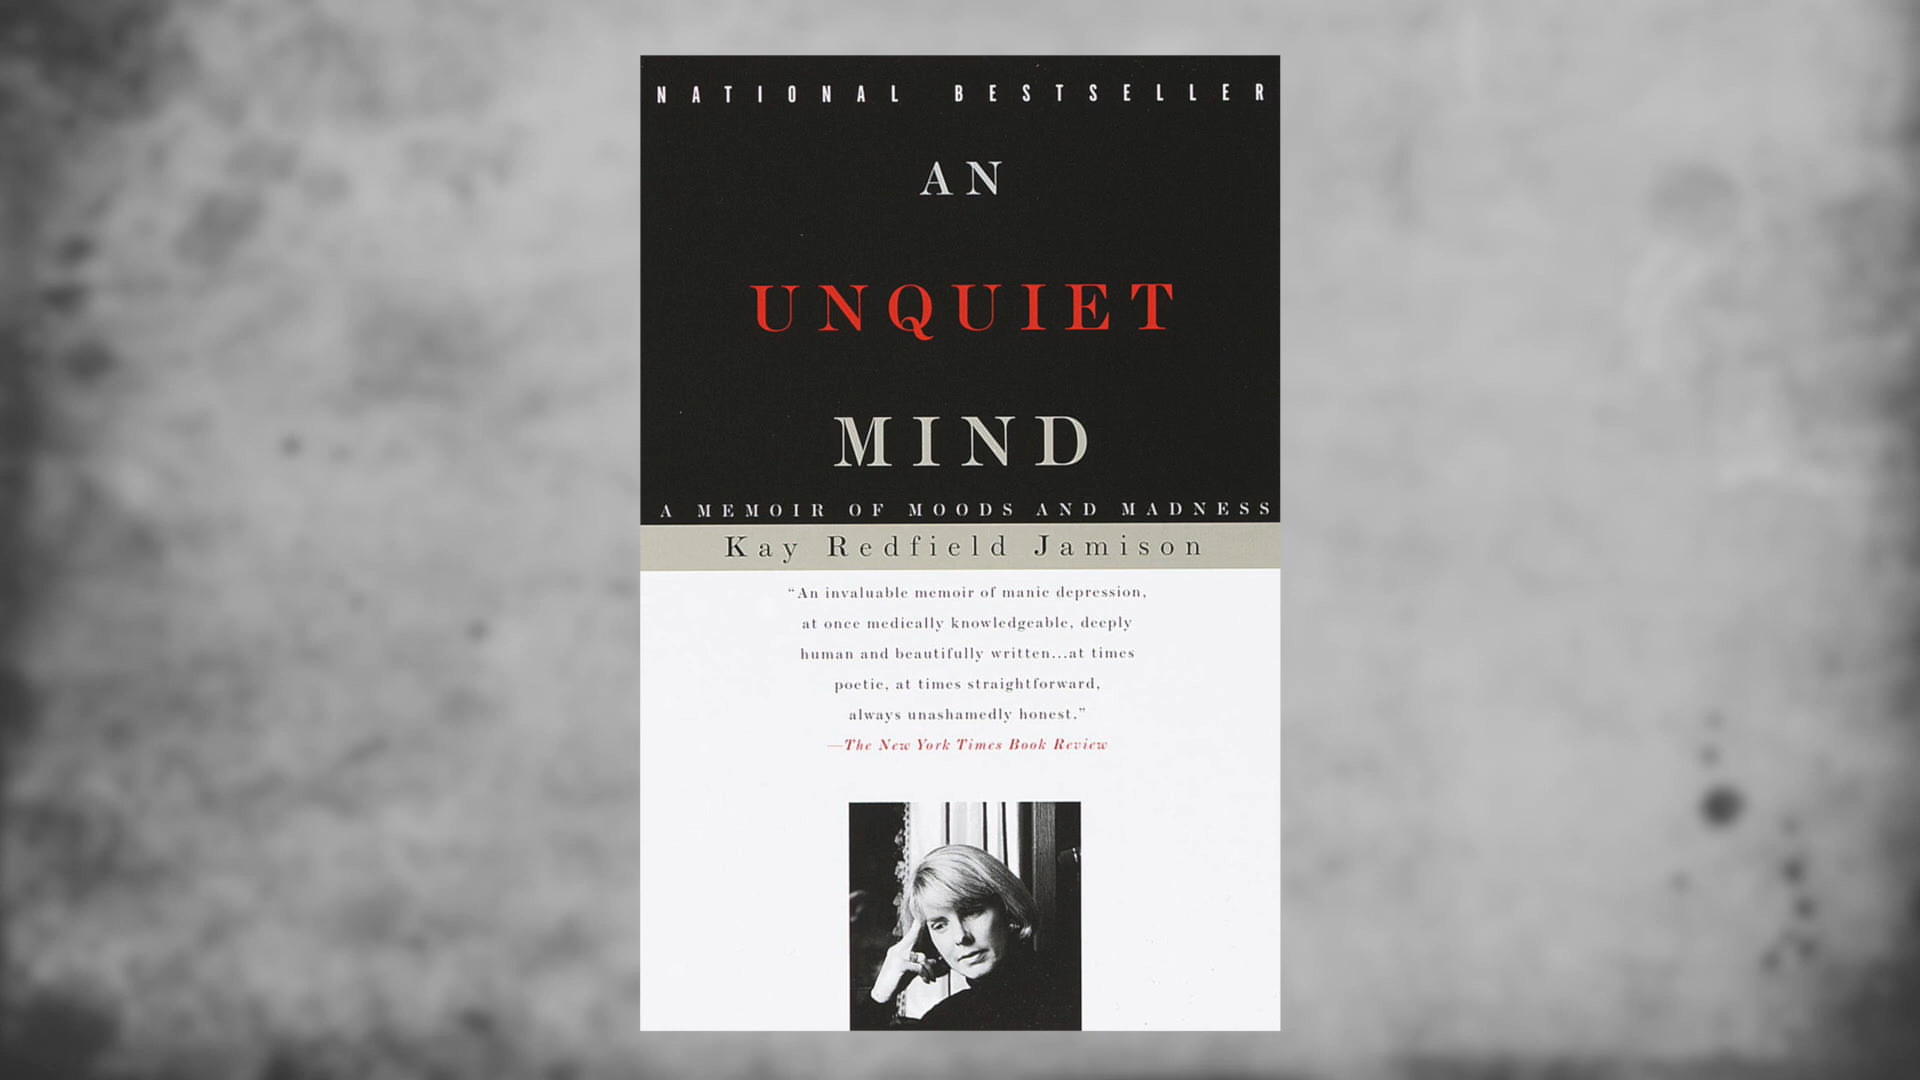 NATIONAL BESTSELLER
AN
UNQUIET
MIND
A MEMOIR OF MOODS AND MADNESS
Kay Redfield Jamison
“An invaluable memoir of manic depression,
at once medically knowledgeable, deeply
human and beautifully written...at times
poetic, at times straightforward,
always unashamedly honest.”
—The New York Times Book Review